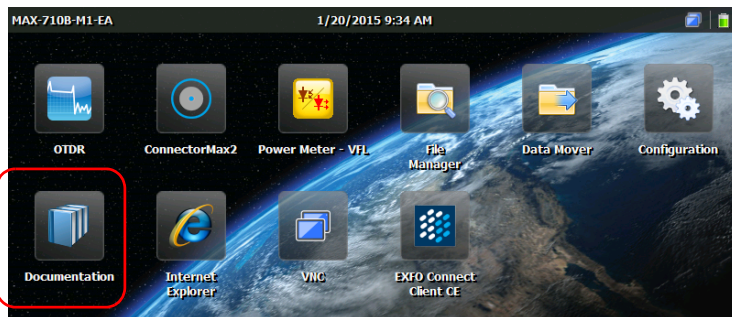 MAX-710B-M1-EA 1/20/2015 9:34 AM
OTDR ConnectorMax2 Power Meter - VFL File Manager Data Mover Configuration
Documentation Internet Explorer VNC EXFO Connect Client CE